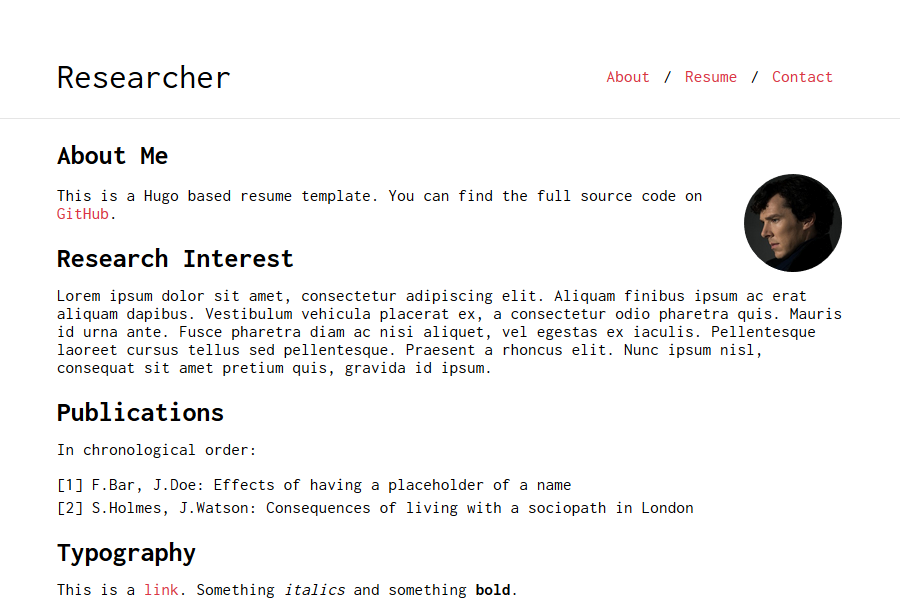 Researcher
About / Resume / Contact
About Me
This is a Hugo based resume template. You can find the full source code on
GitHub.
Research Interest
Lorem ipsum dolor sit amet, consectetur adipiscing elit. Aliquam finibus ipsum ac erat
aliquam dapibus. Vestibulum vehicula placerat ex, a consectetur odio pharetra quis. Mauris
id urna ante. Fusce pharetra diam ac nisi aliquet, vel egestas ex iaculis. Pellentesque
laoreet cursus tellus sed pellentesque. Praesent a rhoncus elit. Nunc ipsum nisl,
consequat sit amet pretium quis, gravida id ipsum.
Publications
In chronological order:
[1] F.Bar, J.Doe: Effects of having a placeholder of a name
[2] S.Holmes, J.Watson: Consequences of living with a sociopath in London
Typography
This is a link. Something italics and something bold.